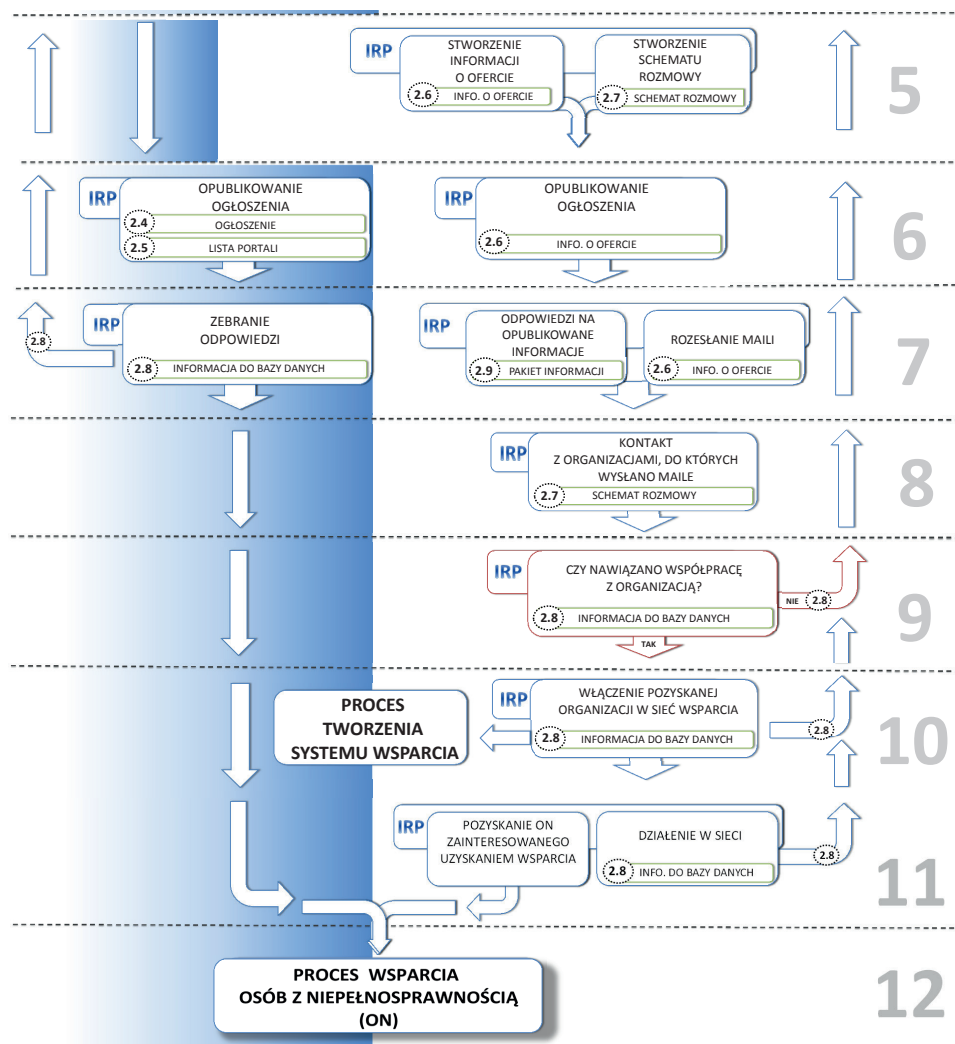 IRP
STWORZENIE
INFORMACJI
O OFERCIE
2.6 INFO. O OFERCIE
STWORZENIE
SCHEMATU
ROZMOWY
2.7 SCHEMAT ROZMOWY
5
IRP
OPUBLIKOWANIE
OGŁOSZENIA
2.4 OGŁOSZENIE
2.5 LISTA PORTALI
IRP
OPUBLIKOWANIE
OGŁOSZENIA
2.6 INFO. O OFERCIE
6
2.8
IRP
ZEBRANIE
ODPOWIEDZI
2.8 INFORMACJA DO BAZY DANYCH
IRP
ODPOWIEDZI NA
OPUBLIKOWANE
INFORMACJE
2.9 PAKIET INFORMACJI
ROZESŁANIE MAILI
2.6 INFO. O OFERCIE
7
IRP
KONTAKT
Z ORGANIZACJAMI, DO KTÓRYCH
WYSŁANO MAILE
2.7 SCHEMAT ROZMOWY
8
IRP
CZY NAWIĄZANO WSPÓŁPRACĘ
Z ORGANIZACJĄ?
2.8 INFORMACJA DO BAZY DANYCH
NIE 2.8
TAK
9
PROCES
TWORZENIA
SYSTEMU WSPARCIA
IRP
WŁĄCZENIE POZYSKANEJ
ORGANIZACJI W SIEĆ WSPARCIA
2.8 INFORMACJA DO BAZY DANYCH
2.8
10
IRP
POZYSKANIE ON
ZAINTERESOWANEGO
UZYSKANIEM WSPARCIA
DZIAŁENIE W SIECI
2.8 INFO. DO BAZY DANYCH
2.8
11
PROCES WSPARCIA
OSÓB Z NIEPEŁNOSPRAWNOŚCIĄ
(ON)
12